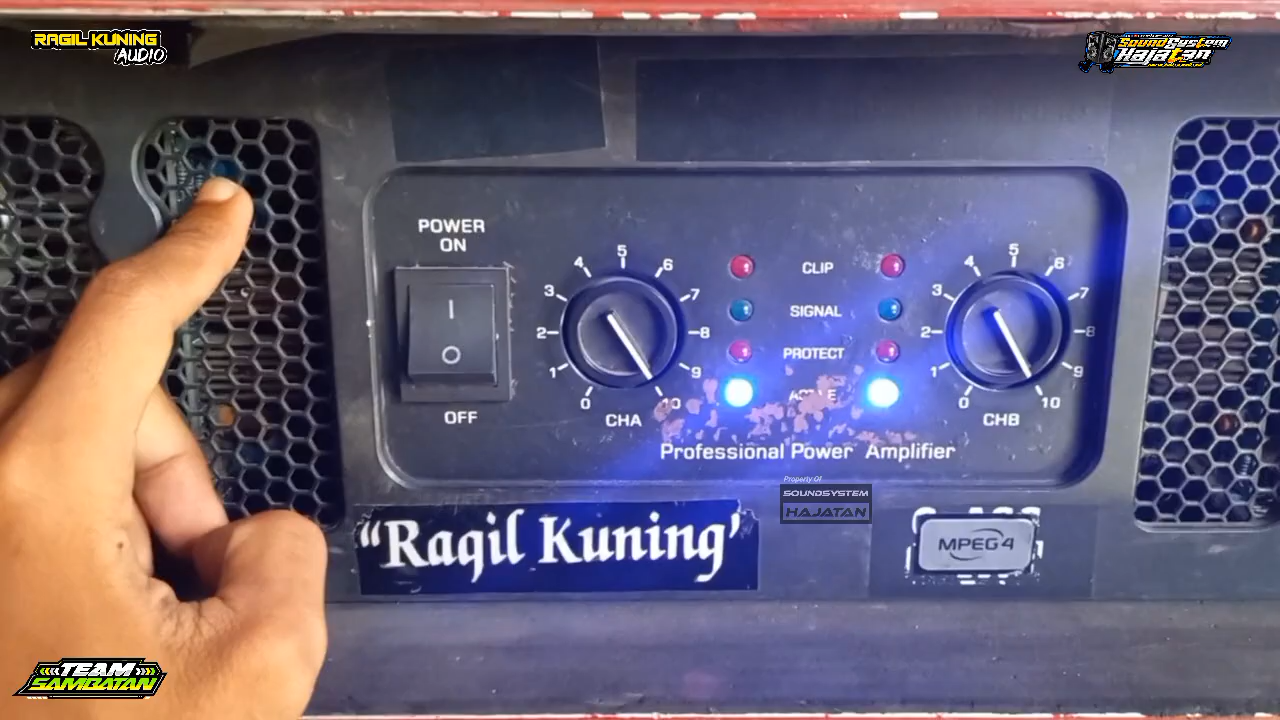 RAGIL KUNING
AUDIO
SoundSystem
Hajatan
POWER
ON
OFF
0 1 2 3 4 5 6 7 8 9 10
CHA
CLIP
SIGNAL
PROTECT
0 1 2 3 4 5 6 7 8 9 10
CHB
Professional Power Amplifier
Property Of
SOUNDSYSTEM
HAJATAN
"Ragil Kuning"
MPEG4
TEAM
SAMBATAN